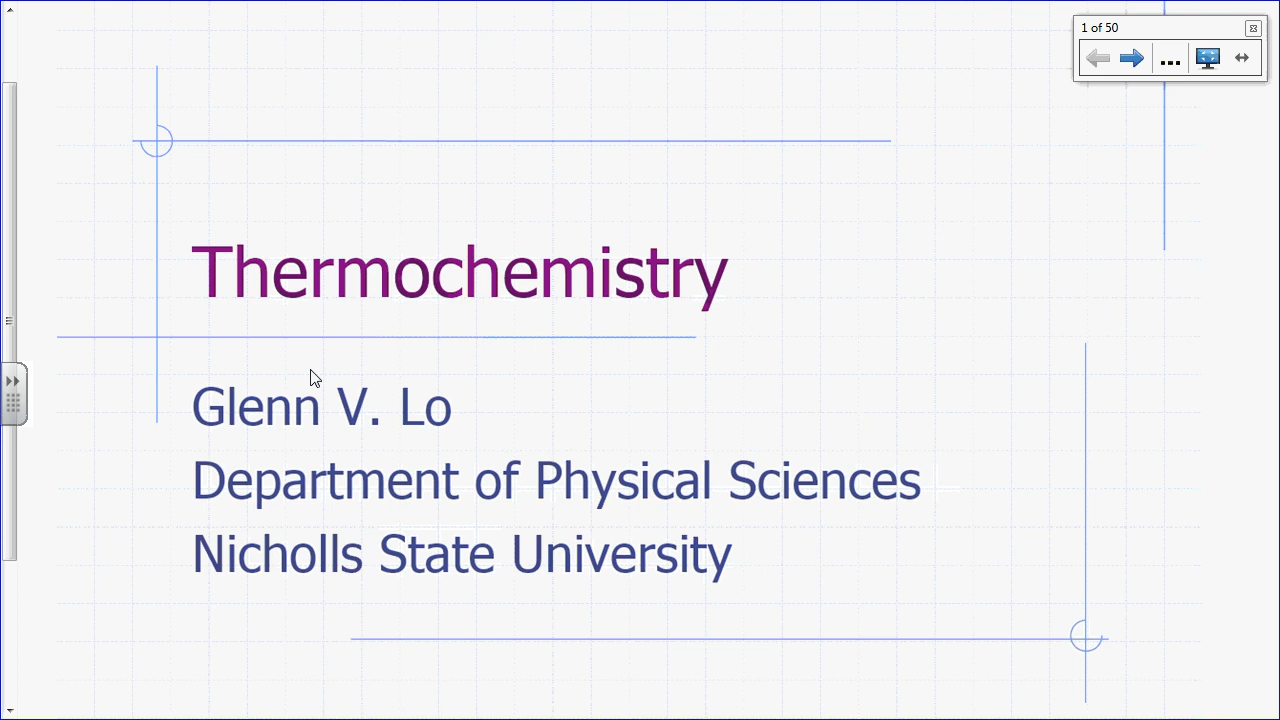 1 of 50
Thermochemistry
Glenn V. Lo
Department of Physical Sciences
Nicholls State University